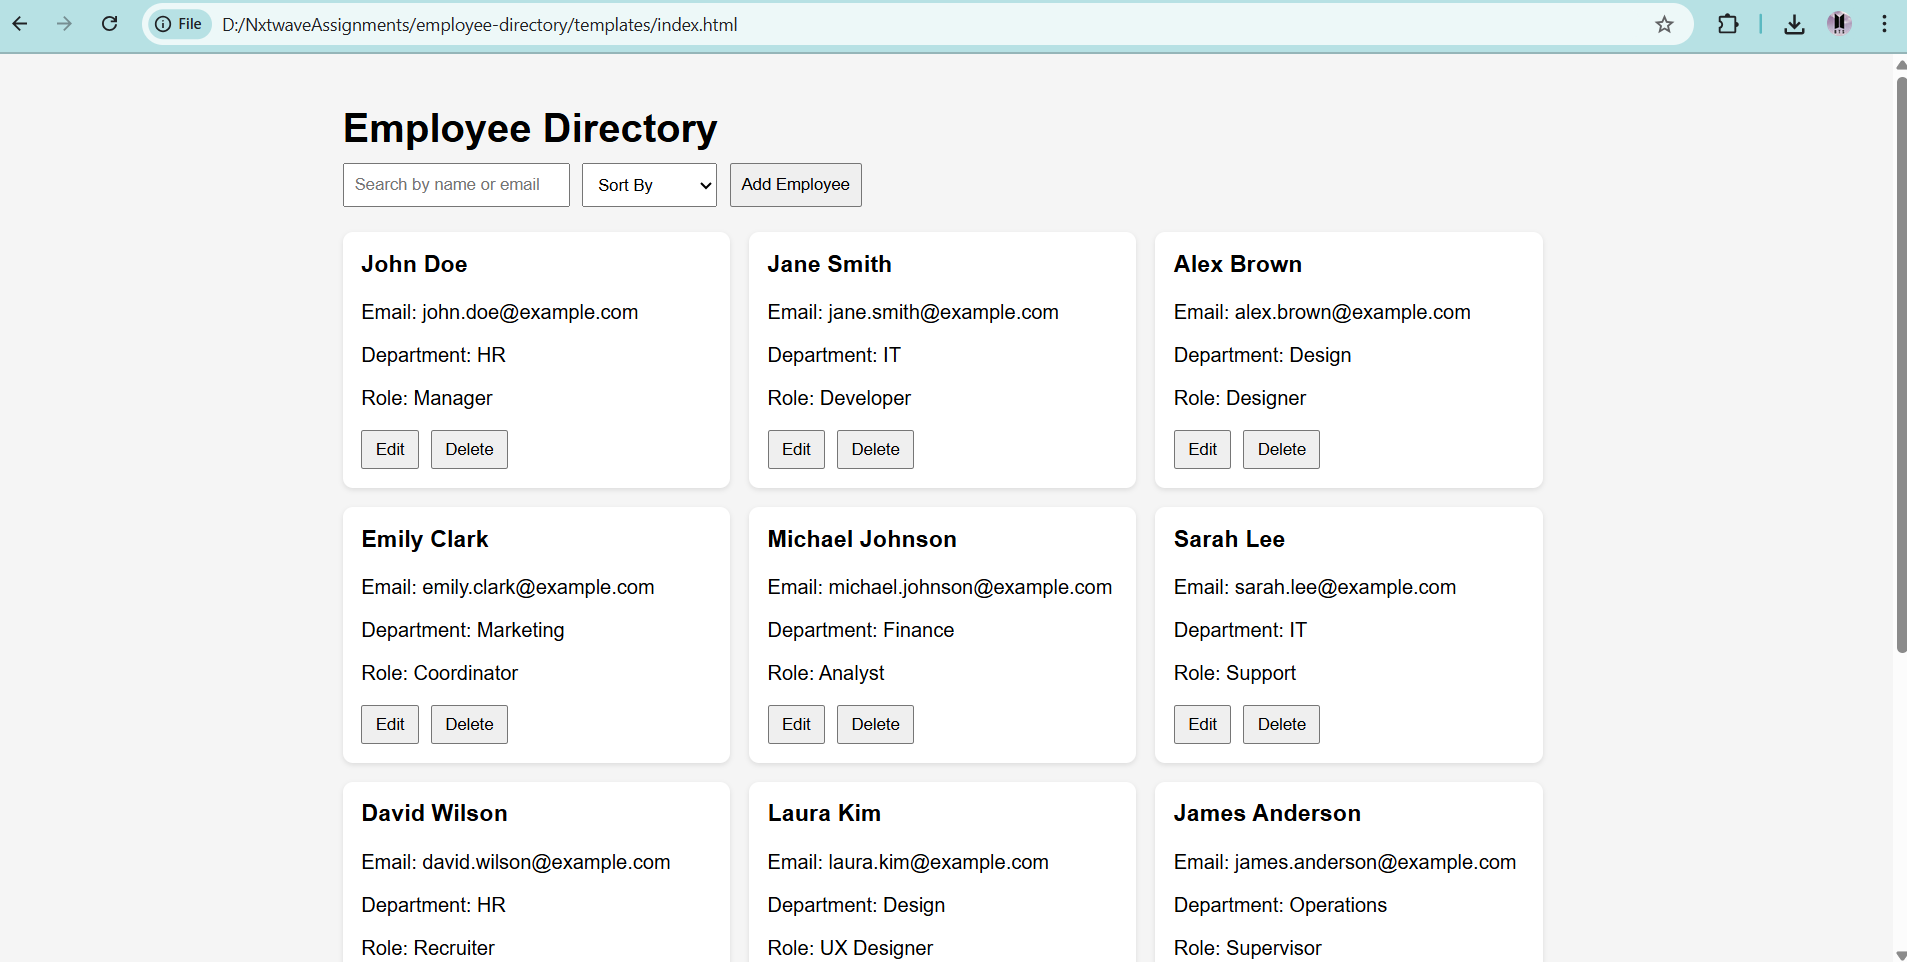 File D:/NxtwaveAssignments/employee-directory/templates/index.html
Employee Directory
Search by name or email Sort By Add Employee
John Doe
Email: john.doe@example.com
Department: HR
Role: Manager
Edit Delete
Jane Smith
Email: jane.smith@example.com
Department: IT
Role: Developer
Edit Delete
Alex Brown
Email: alex.brown@example.com
Department: Design
Role: Designer
Edit Delete
Emily Clark
Email: emily.clark@example.com
Department: Marketing
Role: Coordinator
Edit Delete
Michael Johnson
Email: michael.johnson@example.com
Department: Finance
Role: Analyst
Edit Delete
Sarah Lee
Email: sarah.lee@example.com
Department: IT
Role: Support
Edit Delete
David Wilson
Email: david.wilson@example.com
Department: HR
Role: Recruiter
Laura Kim
Email: laura.kim@example.com
Department: Design
Role: UX Designer
James Anderson
Email: james.anderson@example.com
Department: Operations
Role: Supervisor